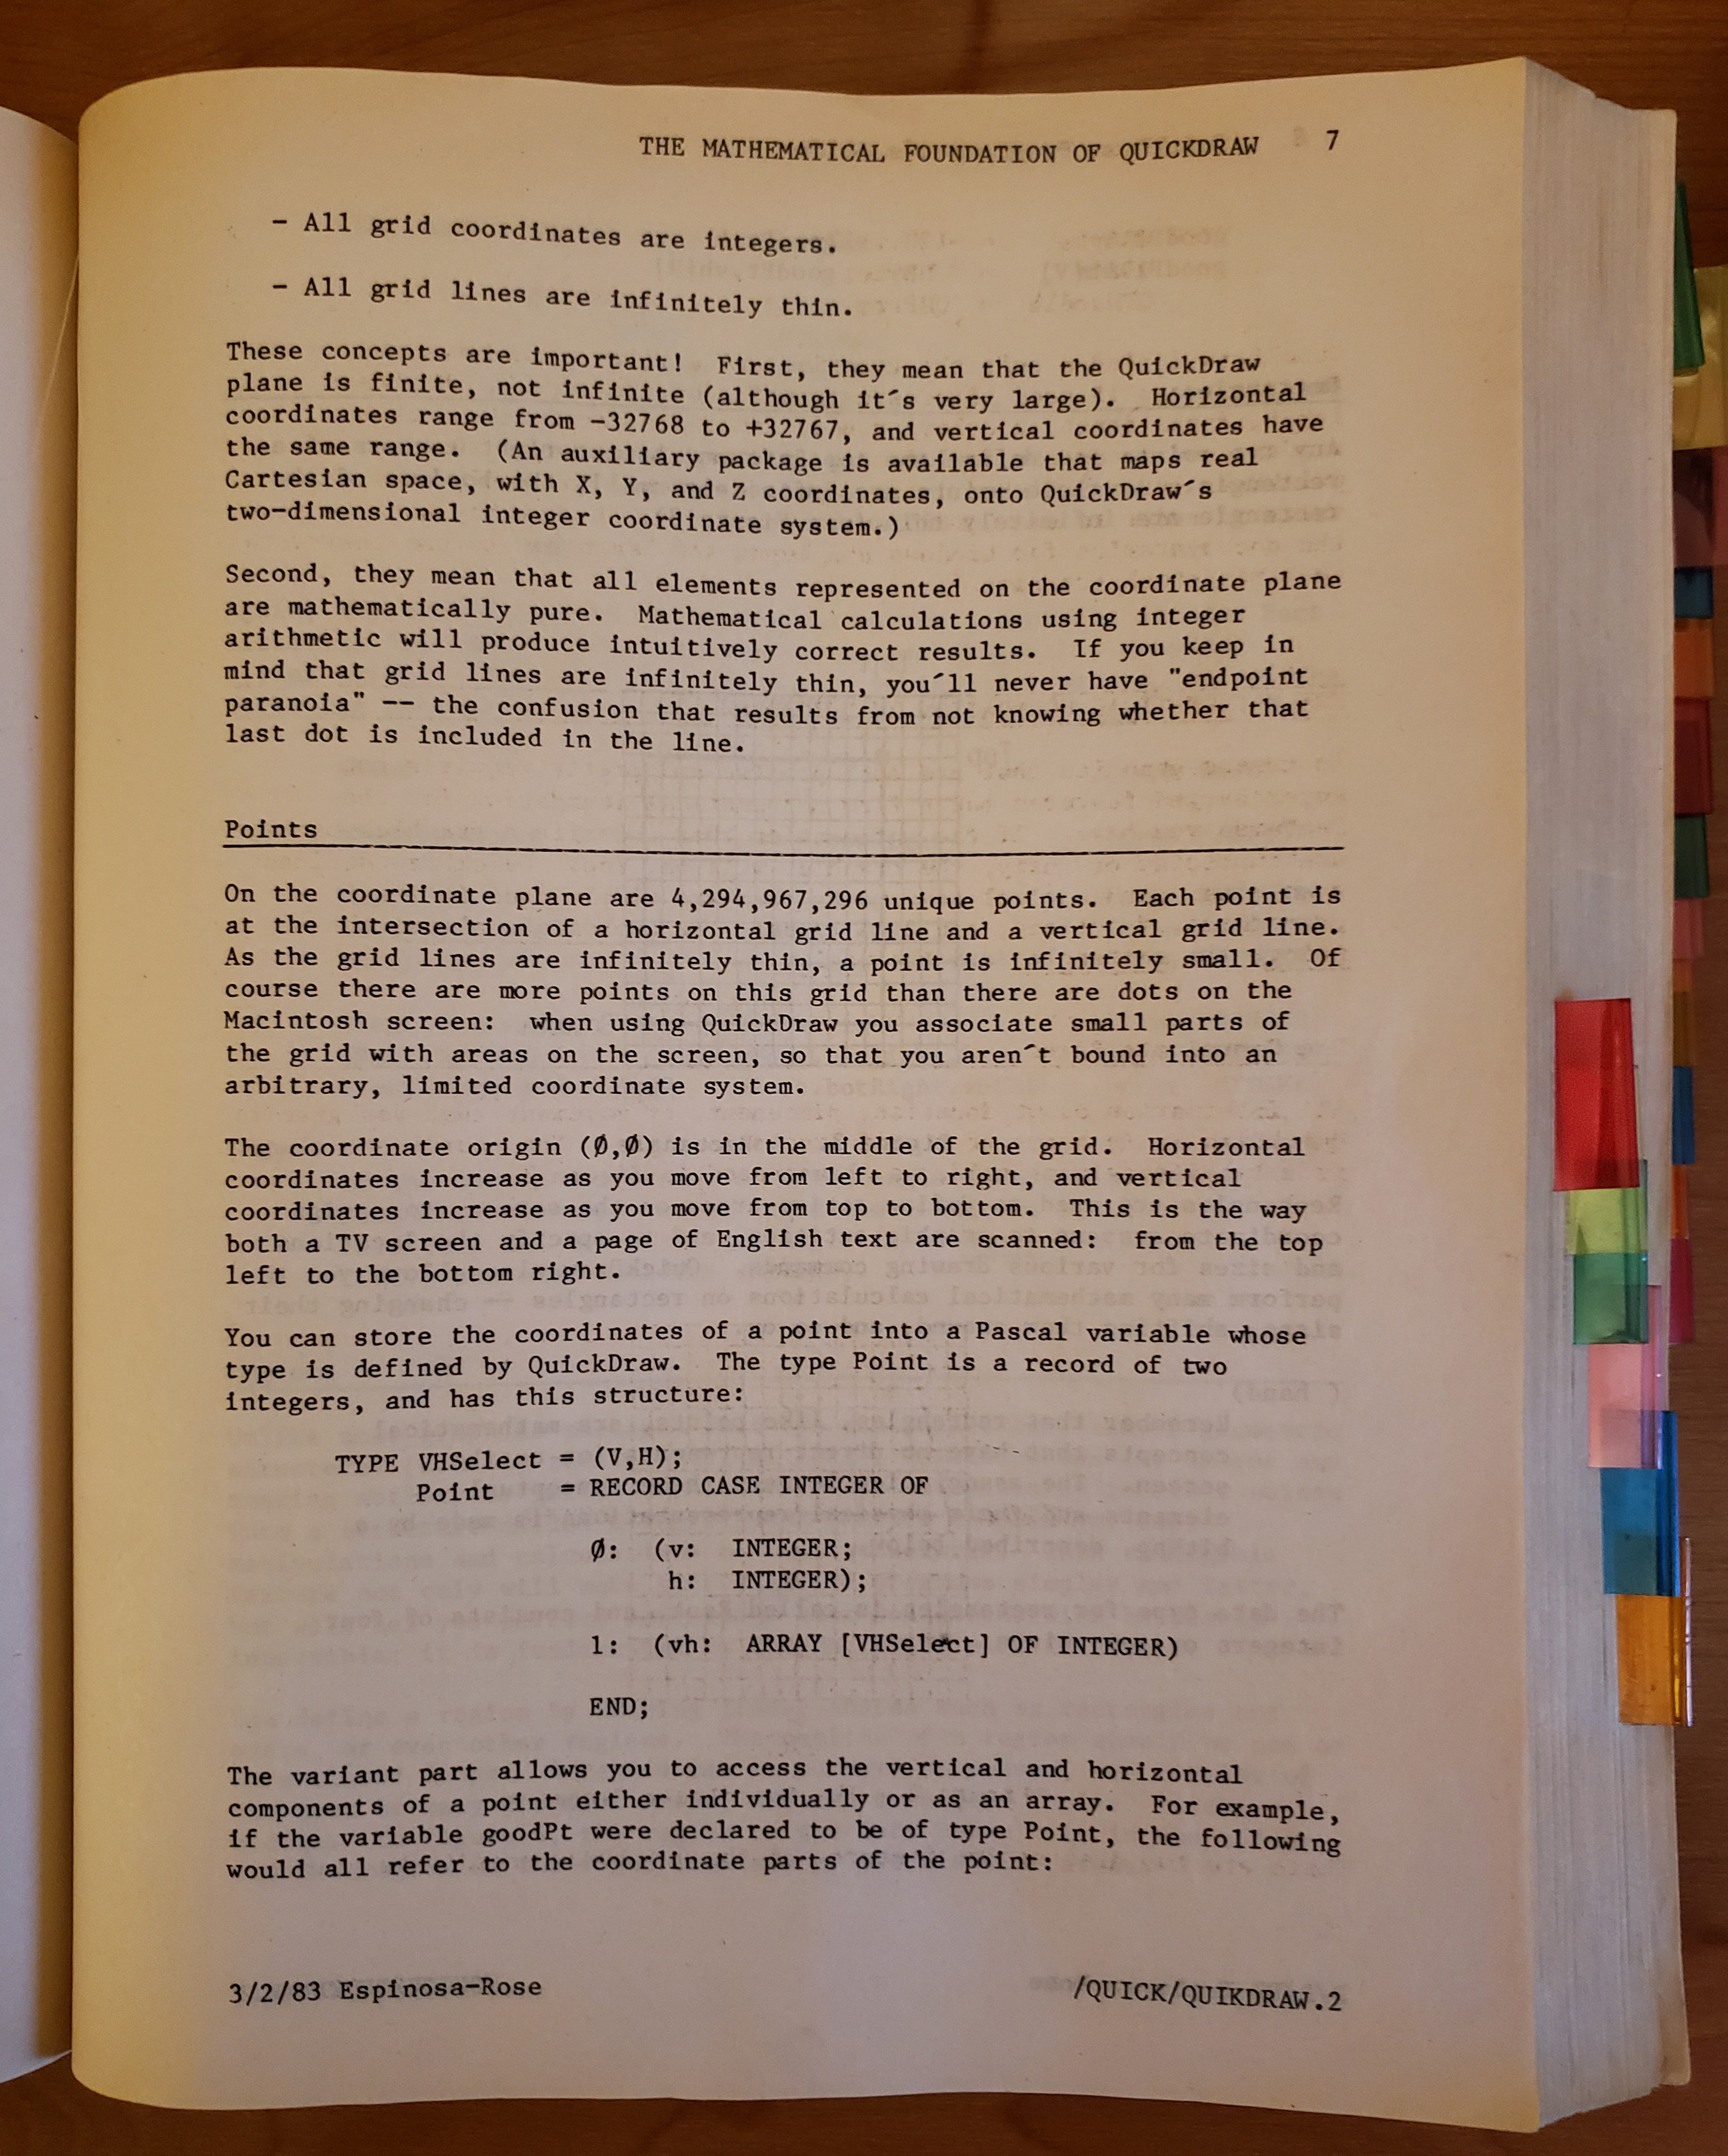 THE MATHEMATICAL FOUNDATION OF QUICKDRAW 7
- All grid coordinates are integers.
- All grid lines are infinitely thin.
These concepts are important! First, they mean that the QuickDraw
plane is finite, not infinite (although it´s very large). Horizontal
coordinates range from -32768 to +32767, and vertical coordinates have
the same range. (An auxiliary package is available that maps real
Cartesian space, with X, Y, and Z coordinates, onto QuickDraw´s
two-dimensional integer coordinate system.)
Second, they mean that all elements represented on the coordinate plane
are mathematically pure. Mathematical calculations using integer
arithmetic will produce intuitively correct results. If you keep in
mind that grid lines are infinitely thin, you´ll never have "endpoint
paranoia" -- the confusion that results from not knowing whether that
last dot is included in the line.
Points
On the coordinate plane are 4,294,967,296 unique points. Each point is
at the intersection of a horizontal grid line and a vertical grid line.
As the grid lines are infinitely thin, a point is infinitely small. Of
course there are more points on this grid than there are dots on the
Macintosh screen: when using QuickDraw you associate small parts of
the grid with areas on the screen, so that you aren´t bound into an
arbitrary, limited coordinate system.
The coordinate origin (Ø,Ø) is in the middle of the grid. Horizontal
coordinates increase as you move from left to right, and vertical
coordinates increase as you move from top to bottom. This is the way
both a TV screen and a page of English text are scanned: from the top
left to the bottom right.
You can store the coordinates of a point into a Pascal variable whose
type is defined by QuickDraw. The type Point is a record of two
integers, and has this structure:
TYPE VHSelect = (V,H);
Point = RECORD CASE INTEGER OF
Ø: (v: INTEGER;
h: INTEGER);
1: (vh: ARRAY [VHSelect] OF INTEGER)
END;
The variant part allows you to access the vertical and horizontal
components of a point either individually or as an array. For example,
if the variable goodPt were declared to be of type Point, the following
would all refer to the coordinate parts of the point:
3/2/83 Espinosa-Rose /QUICK/QUIKDRAW.2